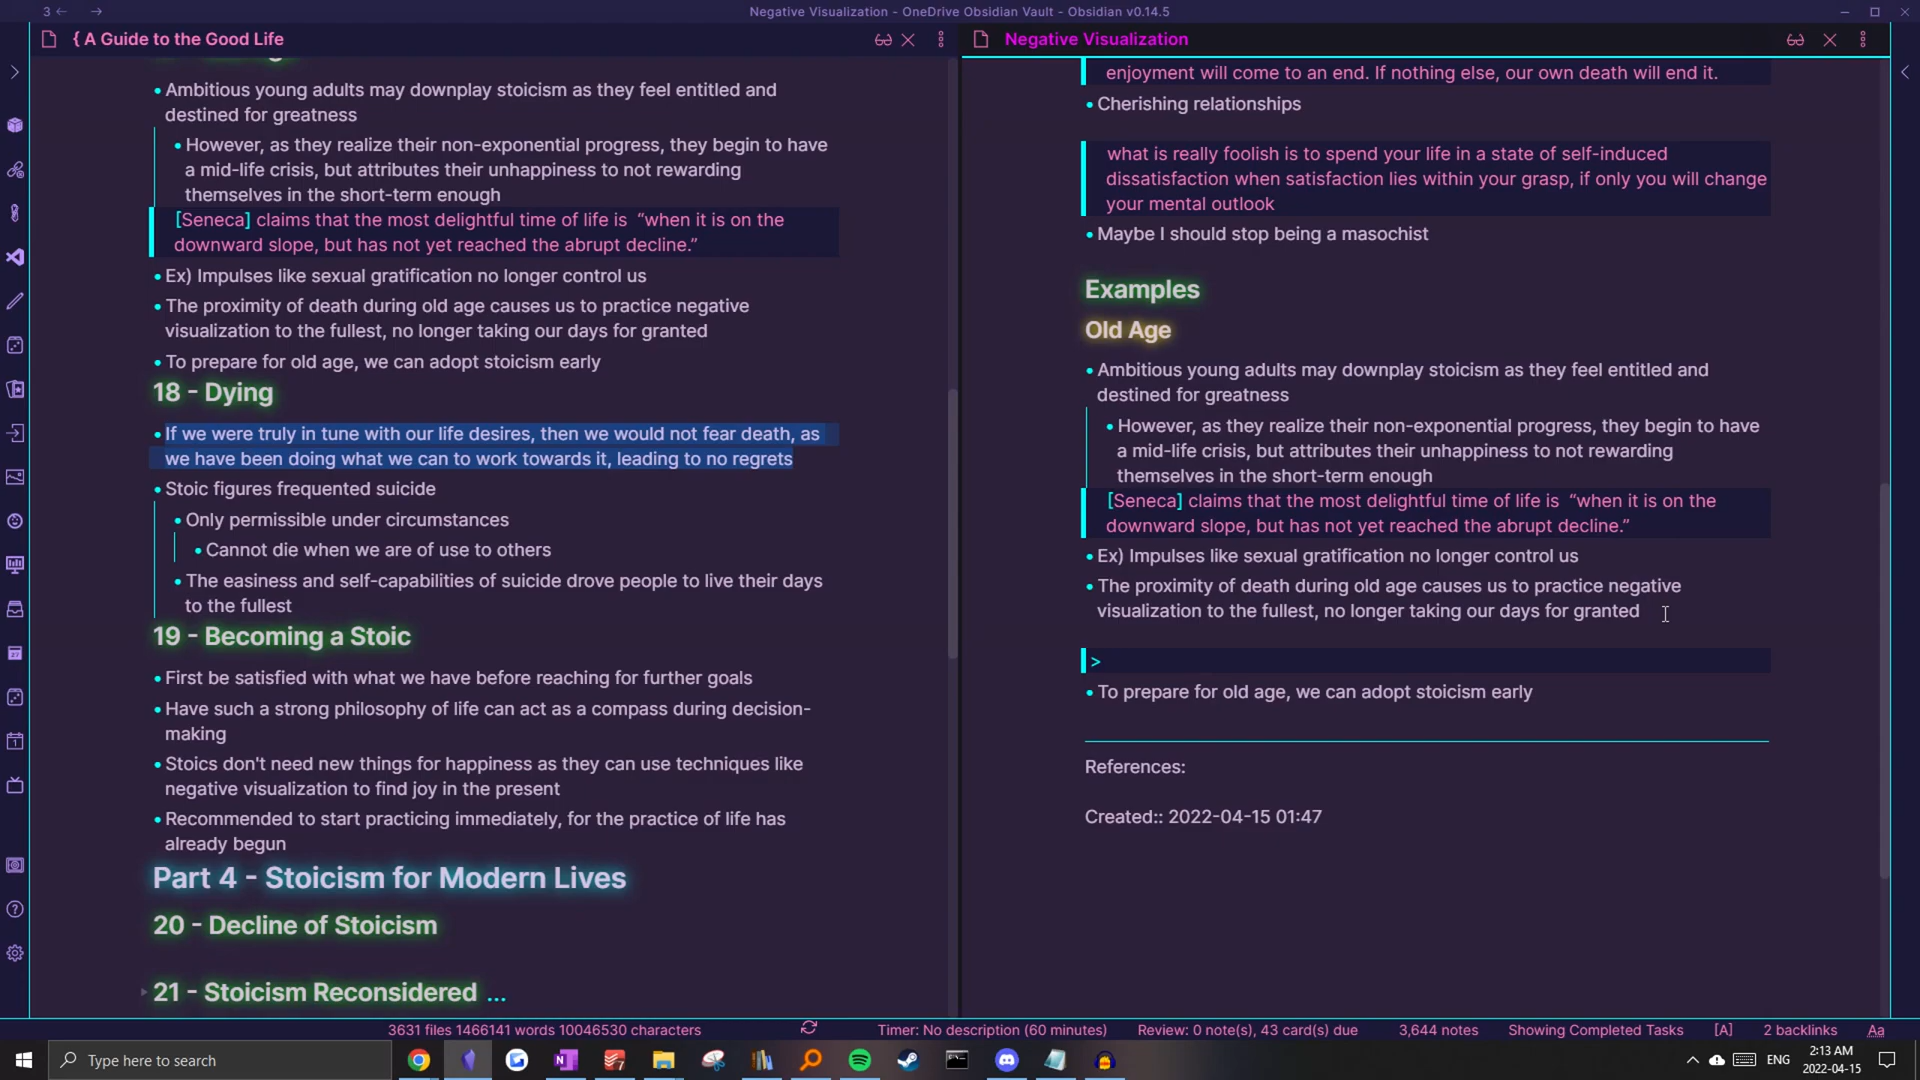 3
Negative Visualization - OneDrive Obsidian Vault - Obsidian v0.14.5
{ A Guide to the Good Life
• Ambitious young adults may downplay stoicism as they feel entitled and
destined for greatness
• However, as they realize their non-exponential progress, they begin to have
a mid-life crisis, but attributes their unhappiness to not rewarding
themselves in the short-term enough
[Seneca] claims that the most delightful time of life is “when it is on the
downward slope, but has not yet reached the abrupt decline.”
• Ex) Impulses like sexual gratification no longer control us
• The proximity of death during old age causes us to practice negative
visualization to the fullest, no longer taking our days for granted
• To prepare for old age, we can adopt stoicism early
18 - Dying
• If we were truly in tune with our life desires, then we would not fear death, as
we have been doing what we can to work towards it, leading to no regrets
• Stoic figures frequented suicide
• Only permissible under circumstances
• Cannot die when we are of use to others
• The easiness and self-capabilities of suicide drove people to live their days
to the fullest
19 - Becoming a Stoic
• First be satisfied with what we have before reaching for further goals
• Have such a strong philosophy of life can act as a compass during decision-
making
• Stoics don't need new things for happiness as they can use techniques like
negative visualization to find joy in the present
• Recommended to start practicing immediately, for the practice of life has
already begun
Part 4 - Stoicism for Modern Lives
20 - Decline of Stoicism
21 - Stoicism Reconsidered ...
Negative Visualization
enjoyment will come to an end. If nothing else, our own death will end it.
• Cherishing relationships
what is really foolish is to spend your life in a state of self-induced
dissatisfaction when satisfaction lies within your grasp, if only you will change
your mental outlook
• Maybe I should stop being a masochist
Examples
Old Age
• Ambitious young adults may downplay stoicism as they feel entitled and
destined for greatness
• However, as they realize their non-exponential progress, they begin to have
a mid-life crisis, but attributes their unhappiness to not rewarding
themselves in the short-term enough
[Seneca] claims that the most delightful time of life is “when it is on the
downward slope, but has not yet reached the abrupt decline.”
• Ex) Impulses like sexual gratification no longer control us
• The proximity of death during old age causes us to practice negative
visualization to the fullest, no longer taking our days for granted
>
• To prepare for old age, we can adopt stoicism early
References:
Created:: 2022-04-15 01:47
3631 files 1466141 words 10046530 characters
Timer: No description (60 minutes)
Review: 0 note(s), 43 card(s) due
3,644 notes
Showing Completed Tasks
[A]
2 backlinks
Aa
Type here to search
ENG
2:13 AM
2022-04-15